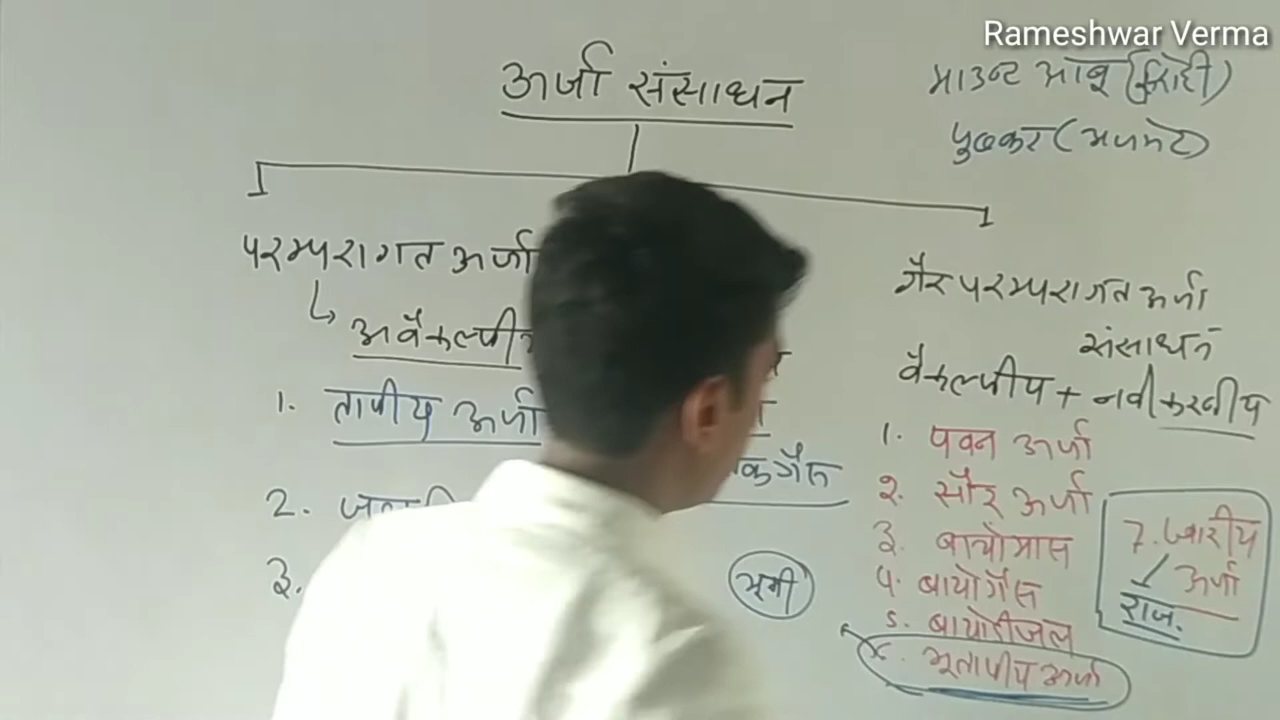 Rameshwar Verma
ऊर्जा संसाधन
माउन्ट आबू (सिरोही)
पुष्कर (अजमेर)
परम्परागत ऊर्जा
अवैकल्पीय
1. तापीय ऊर्जा
2.
3.
भूमी
गैर परम्परागत ऊर्जा
संसाधन
वैकल्पीय + नवीकरणीय
1. पवन ऊर्जा
2. सौर ऊर्जा
3. बायोमास
4. बायोगैस
5. बायोडीजल
भूतापीय ऊर्जा
7. ज्वारीय
ऊर्जा
राज.